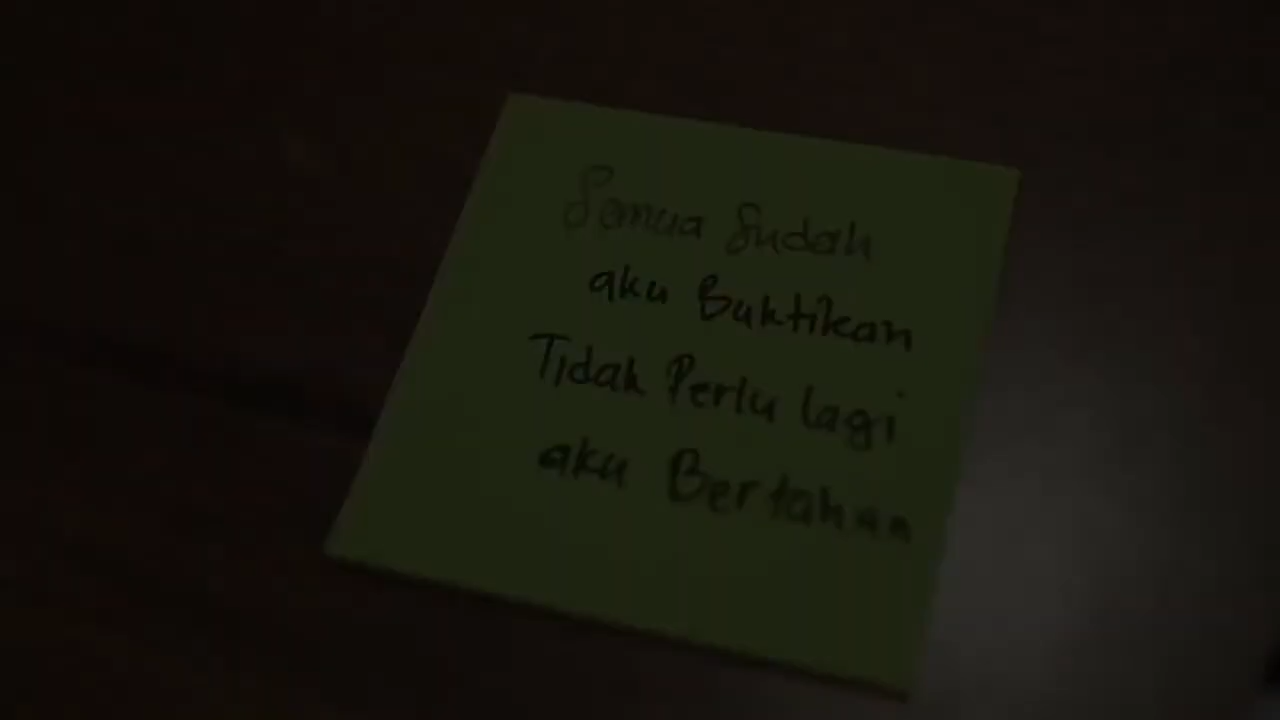 Semua Sudah
aku Buktikan
Tidak Perlu lagi
aku Bertahan